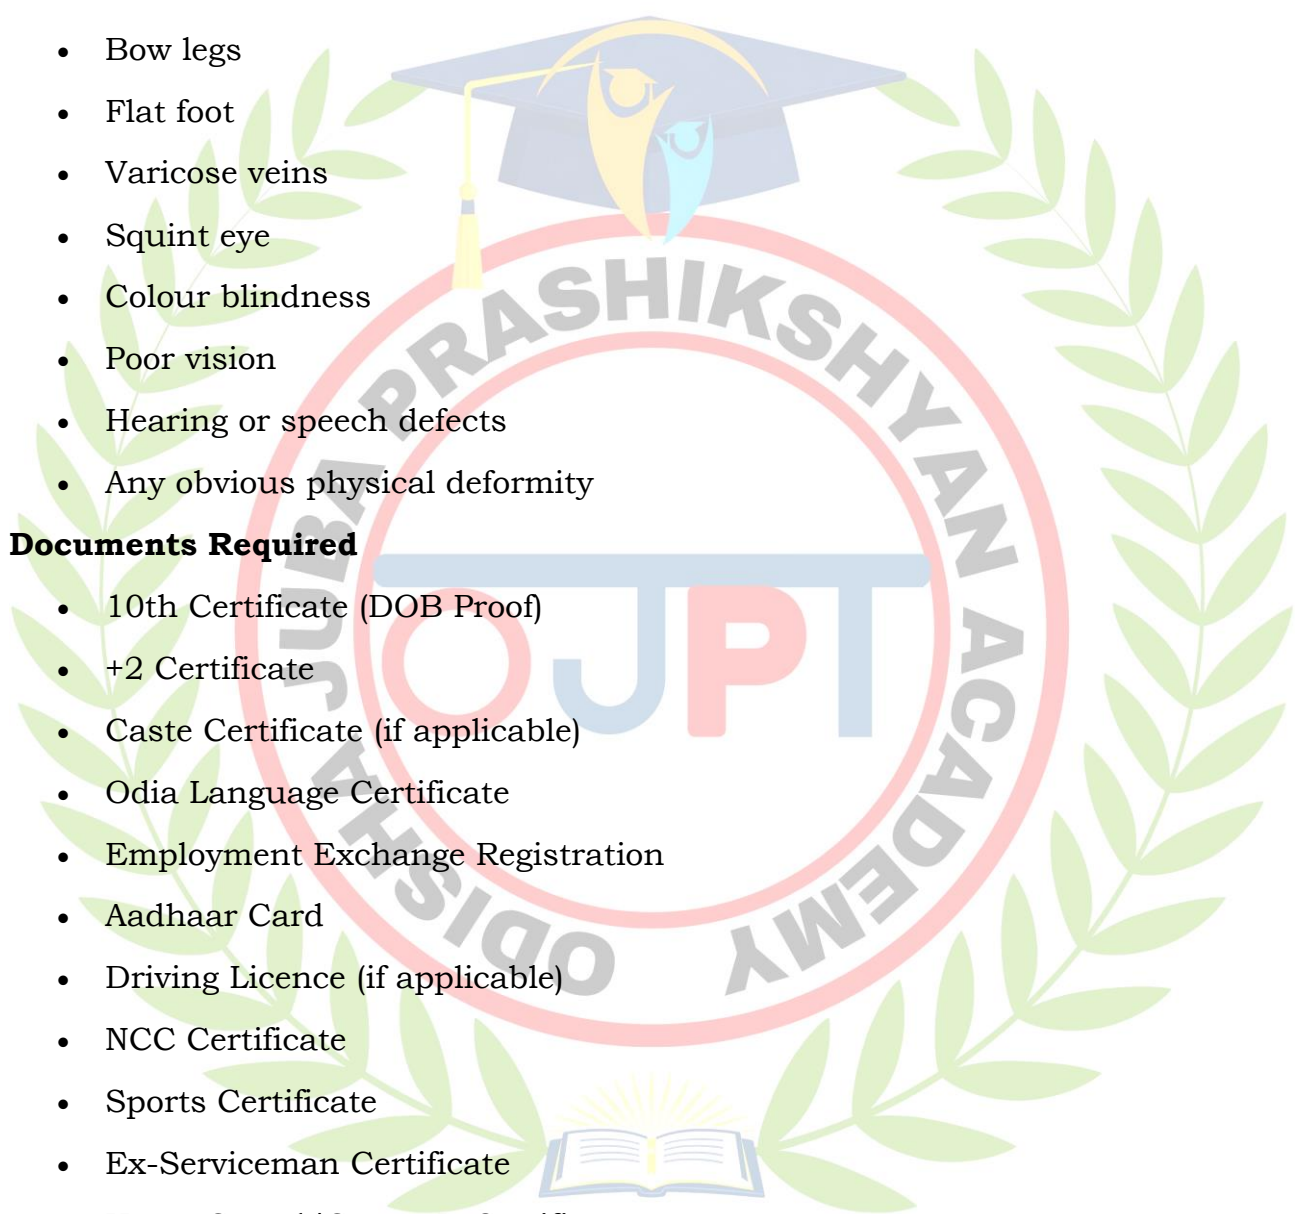 • Bow legs
• Flat foot
• Varicose veins
• Squint eye
• Colour blindness
• Poor vision
• Hearing or speech defects
• Any obvious physical deformity
Documents Required
• 10th Certificate (DOB Proof)
• +2 Certificate
• Caste Certificate (if applicable)
• Odia Language Certificate
• Employment Exchange Registration
• Aadhaar Card
• Driving Licence (if applicable)
• NCC Certificate
• Sports Certificate
• Ex-Serviceman Certificate
ODISHA JUBA PRASHIKSHYAN ACADEMY
OJPT